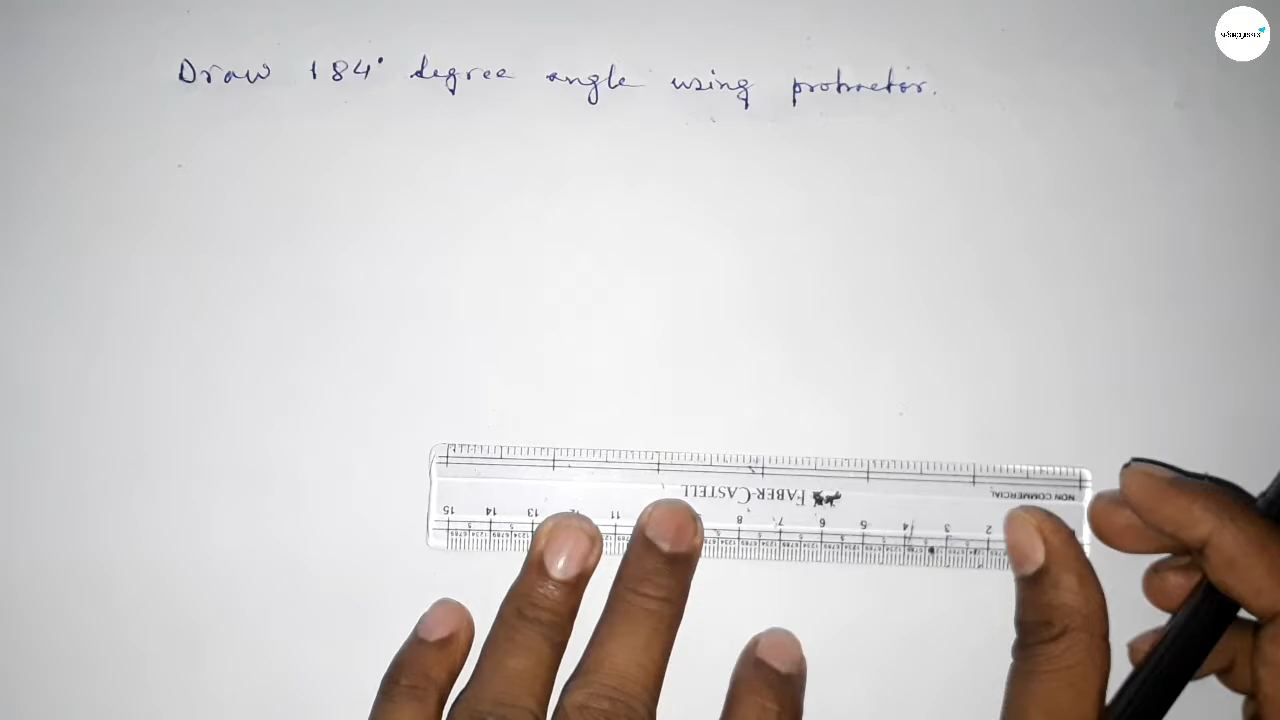 Draw 184° degree angle using protractor.
FABER-CASTELL
NON COMMERCIAL
15 14 13 12 11 8 7 6 5 4 3 2